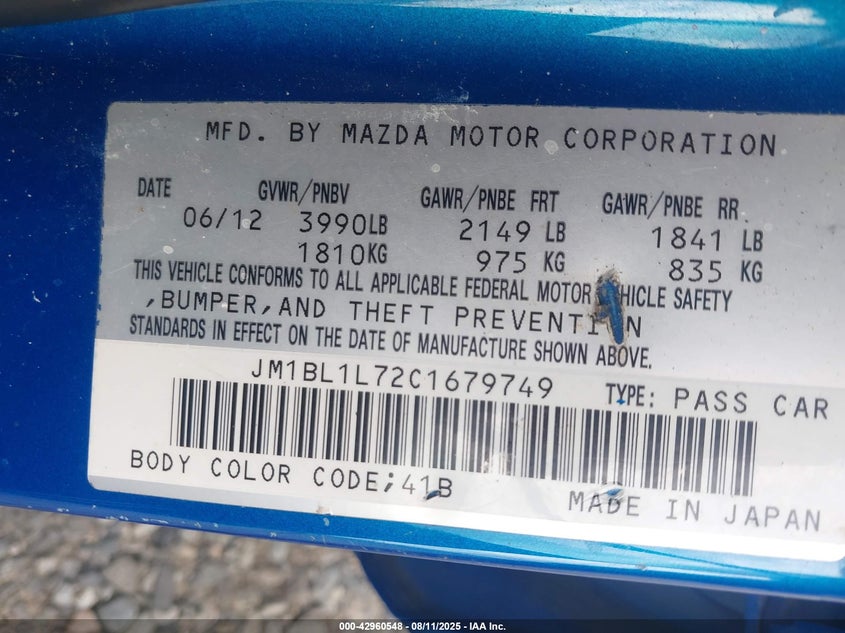 MFD. BY MAZDA MOTOR CORPORATION
DATE GVWR/PNBV GAWR/PNBE FRT GAWR/PNBE RR
06/12 3990LB 2149 LB 1841 LB
1810KG 975 KG 835 KG
THIS VEHICLE CONFORMS TO ALL APPLICABLE FEDERAL MOTOR VEHICLE SAFETY
,BUMPER,AND THEFT PREVENTION
STANDARDS IN EFFECT ON THE DATE OF MANUFACTURE SHOWN ABOVE.
JM1BL1L72C1679749 TYPE: PASS CAR
BODY COLOR CODE;41B
MADE IN JAPAN
000-42960548 - 08/11/2025 - IAA Inc.